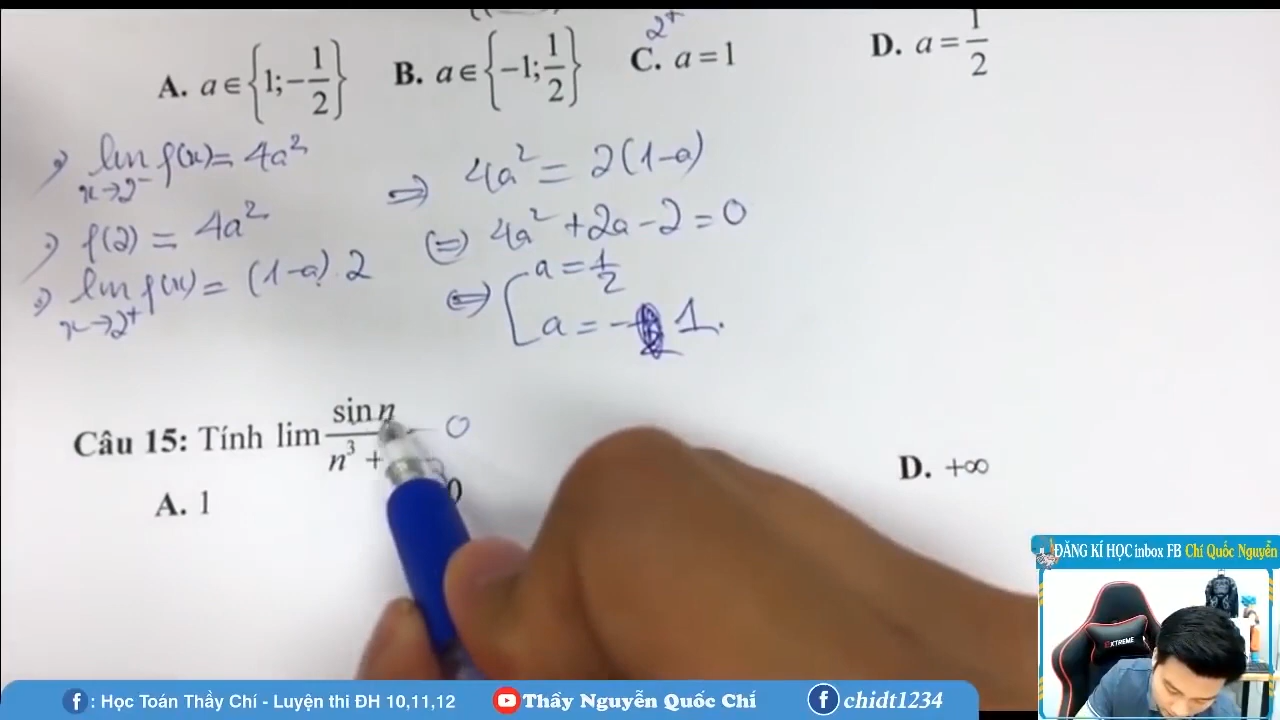 2⁺
A. a ∈ {1; -1/2} B. a ∈ {-1; 1/2} C. a = 1 D. a = 1/2
lim f(x) = 4a²
x→2⁻
f(2) = 4a²
lim f(x) = (1-a).2
x→2⁺
⇒ 4a² = 2(1-a)
(=) 4a² + 2a - 2 = 0
⇔ [ a = 1/2
a = - 1.
Câu 15: Tính lim sin n / n³ + 0
A. 1 0 D. +∞
ĐĂNG KÍ HỌC inbox FB Chí Quốc Nguyễn
EXTREME
f : Học Toán Thầy Chí - Luyện thi ĐH 10,11,12 Thầy Nguyễn Quốc Chí f chidt1234